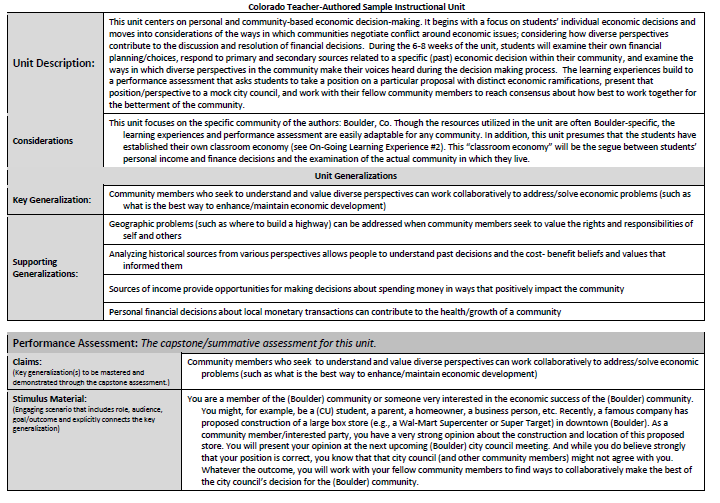 Colorado Teacher-Authored Sample Instructional Unit
Unit Description:
This unit centers on personal and community-based economic decision-making. It begins with a focus on students' individual economic decisions and
moves into considerations of the ways in which communities negotiate conflict around economic issues; considering how diverse perspectives
contribute to the discussion and resolution of financial decisions. During the 6-8 weeks of the unit, students will examine their own financial
planning/choices, respond to primary and secondary sources related to a specific (past) economic decision within their community, and examine the
ways in which diverse perspectives in the community make their voices heard during the decision making process. The learning experiences build to
a performance assessment that asks students to take a position on a particular proposal with distinct economic ramifications, present that
position/perspective to a mock city council, and work with their fellow community members to reach consensus about how best to work together for
the betterment of the community.
Considerations
This unit focuses on the specific community of the authors: Boulder, Co. Though the resources utilized in the unit are often Boulder-specific, the
learning experiences and performance assessment are easily adaptable for any community. In addition, this unit presumes that the students have
established their own classroom economy (see On-Going Learning Experience #2). This "classroom economy" will be the segue between students'
personal income and finance decisions and the examination of the actual community in which they live.
Unit Generalizations
Key Generalization:
Community members who seek to understand and value diverse perspectives can work collaboratively to address/solve economic problems (such as
what is the best way to enhance/maintain economic development)
Supporting
Generalizations:
Geographic problems (such as where to build a highway) can be addressed when community members seek to value the rights and responsibilities of
self and others
Analyzing historical sources from various perspectives allows people to understand past decisions and the cost- benefit beliefs and values that
informed them
Sources of income provide opportunities for making decisions about spending money in ways that positively impact the community
Personal financial decisions about local monetary transactions can contribute to the health/growth of a community
Performance Assessment: The capstone/summative assessment for this unit.
Claims:
(Key generalization(s) to be mastered and
demonstrated through the capstone assessment.)
Community members who seek to understand and value diverse perspectives can work collaboratively to address/solve economic
problems (such as what is the best way to enhance/maintain economic development)
Stimulus Material:
(Engaging scenario that includes role, audience,
goal/outcome and explicitly connects the key
generalization)
You are a member of the (Boulder) community or someone very interested in the economic success of the (Boulder) community.
You might, for example, be a (CU) student, a parent, a homeowner, a business person, etc. Recently, a famous company has
proposed construction of a large box store (e.g., a Wal-Mart Supercenter or Super Target) in downtown (Boulder). As a
community member/interested party, you have a very strong opinion about the construction and location of this proposed
store. You will present your opinion at the next upcoming (Boulder) city council meeting. And while you do believe strongly
that your position is correct, you know that that city council (and other community members) might not agree with you.
Whatever the outcome, you will work with your fellow community members to find ways to collaboratively make the best of
the city council's decision for the (Boulder) community.